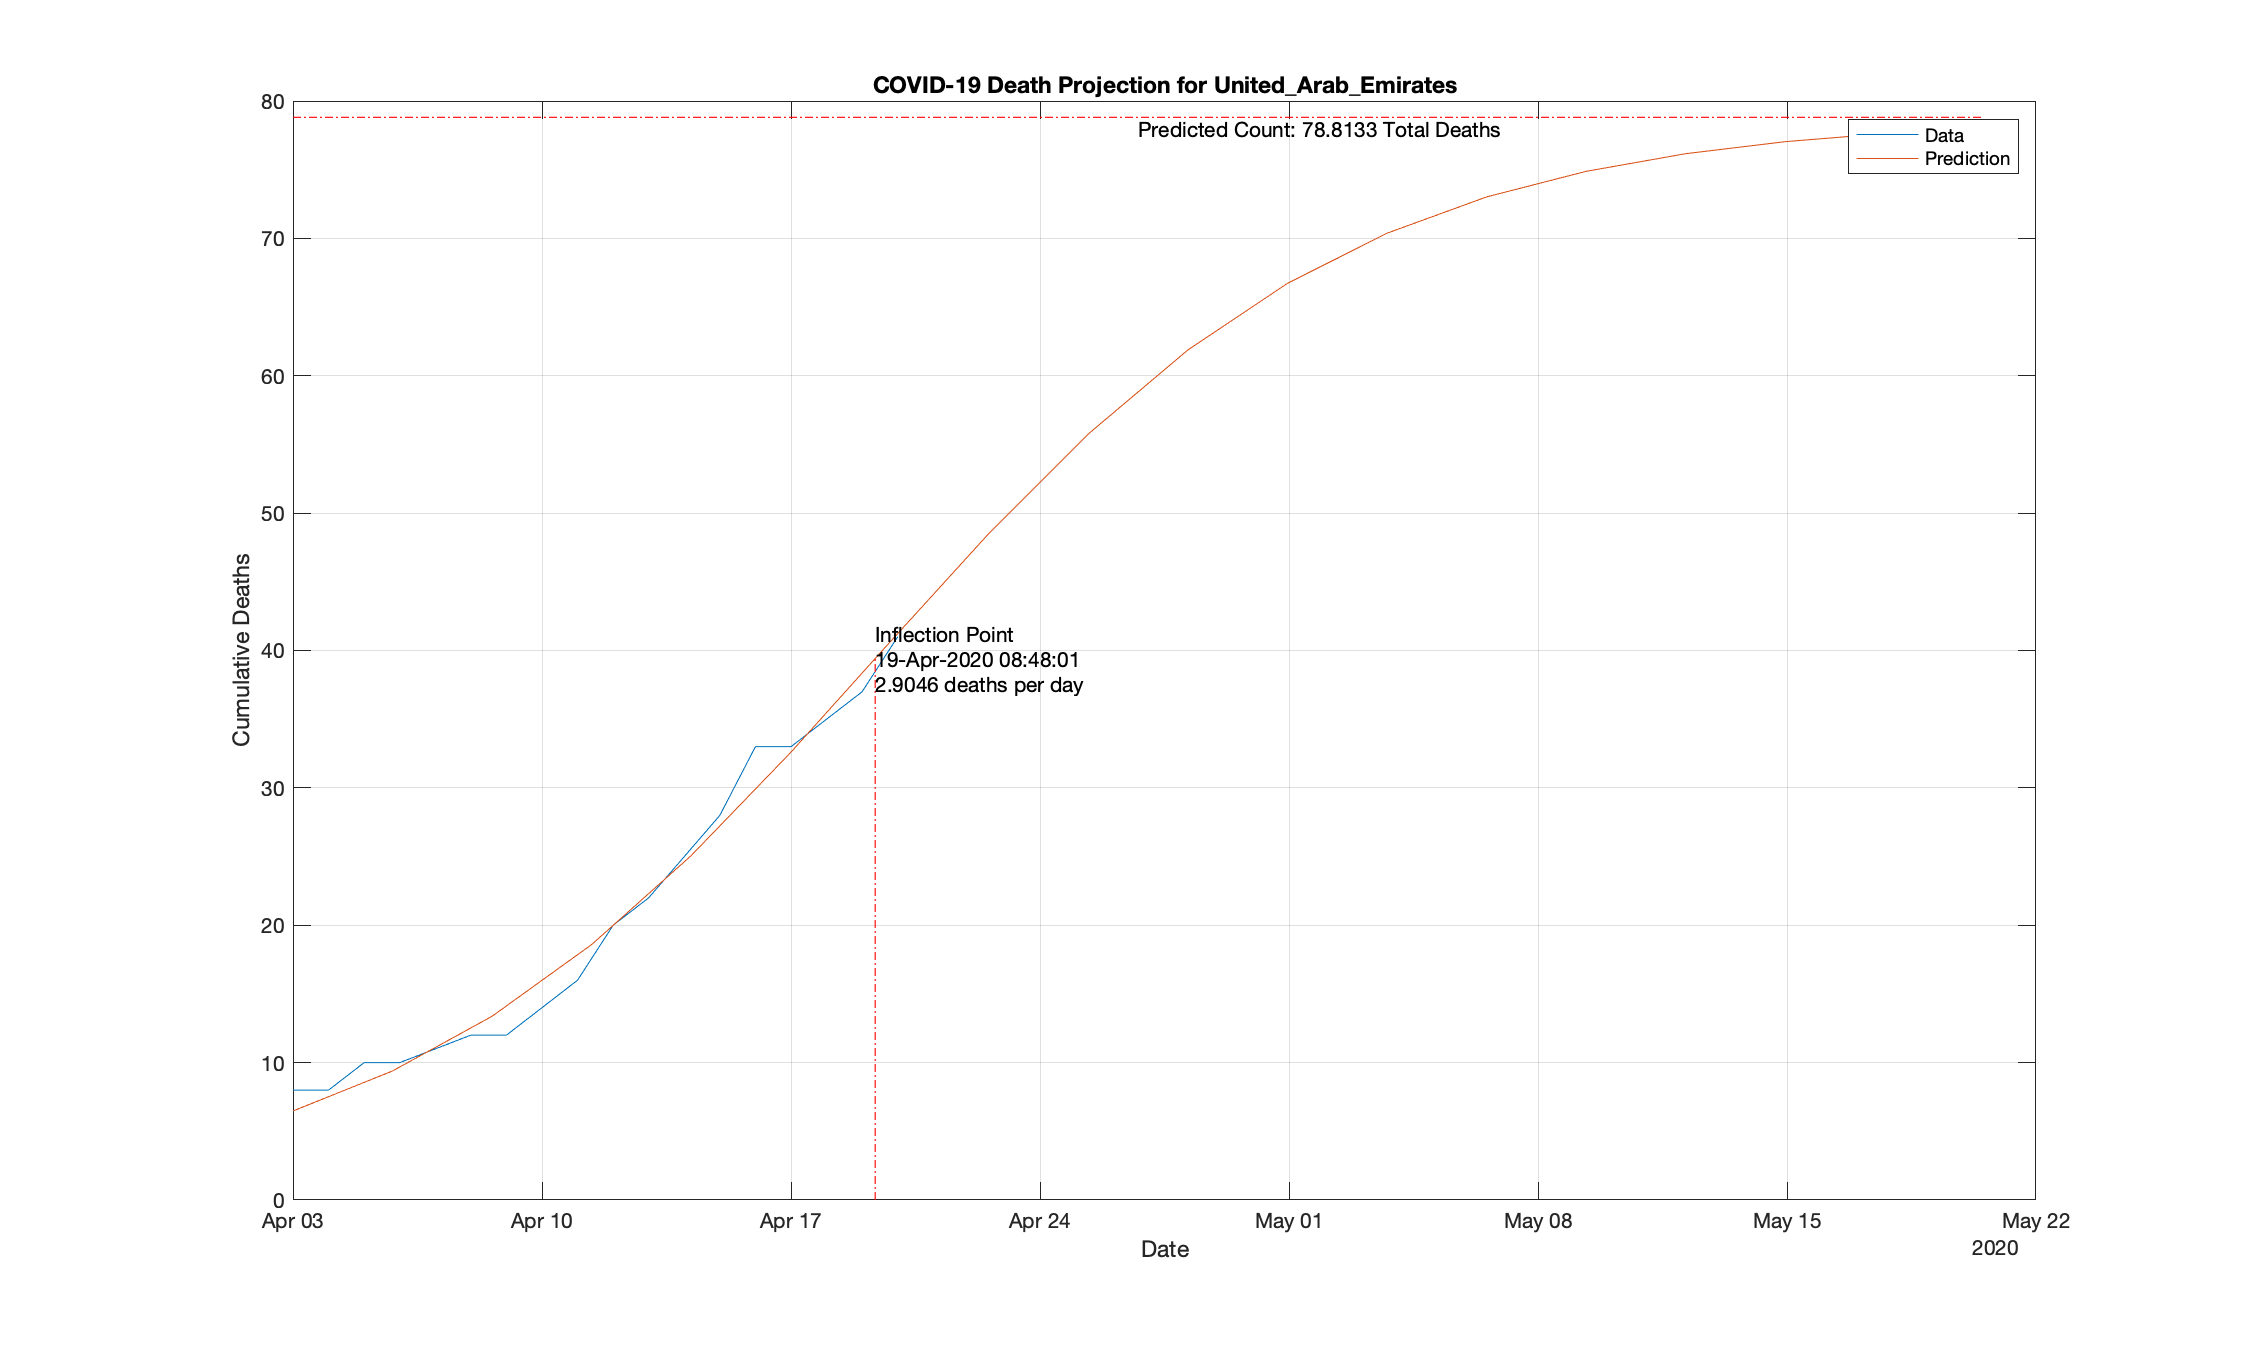 COVID-19 Death Projection for United_Arab_Emirates
80
Predicted Count: 78.8133 Total Deaths
Data
Prediction
70
60
50
Cumulative Deaths
Inflection Point
40
19-Apr-2020 08:48:01
2.9046 deaths per day
30
20
10
0
Apr 03 Apr 10 Apr 17 Apr 24 May 01 May 08 May 15 May 22
Date
2020